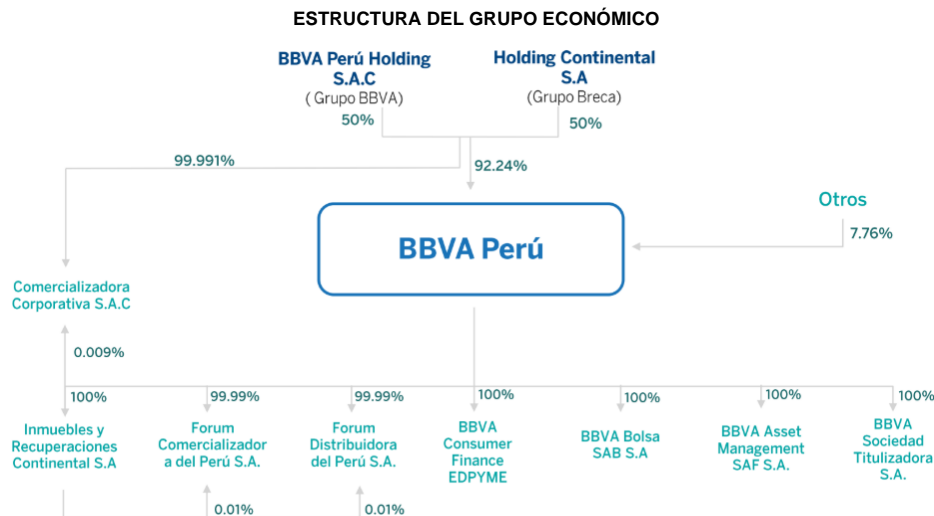 ESTRUCTURA DEL GRUPO ECONÓMICO
BBVA Perú Holding
S.A.C
( Grupo BBVA)
50%
Holding Continental
S.A
(Grupo Breca)
50%
99.991%
92.24%
Otros
7.76%
BBVA Perú
Comercializadora
Corporativa S.A.C
0.009%
100%
99.99%
99.99%
100%
100%
100%
100%
Inmuebles y
Recuperaciones
Continental S.A
Forum
Comercializador
a del Perú S.A.
Forum
Distribuidora
del Perú S.A.
BBVA
Consumer
Finance
EDPYME
BBVA Bolsa
SAB S.A
BBVA Asset
Management
SAF S.A.
BBVA
Sociedad
Titulizadora
S.A.
0.01%
0.01%